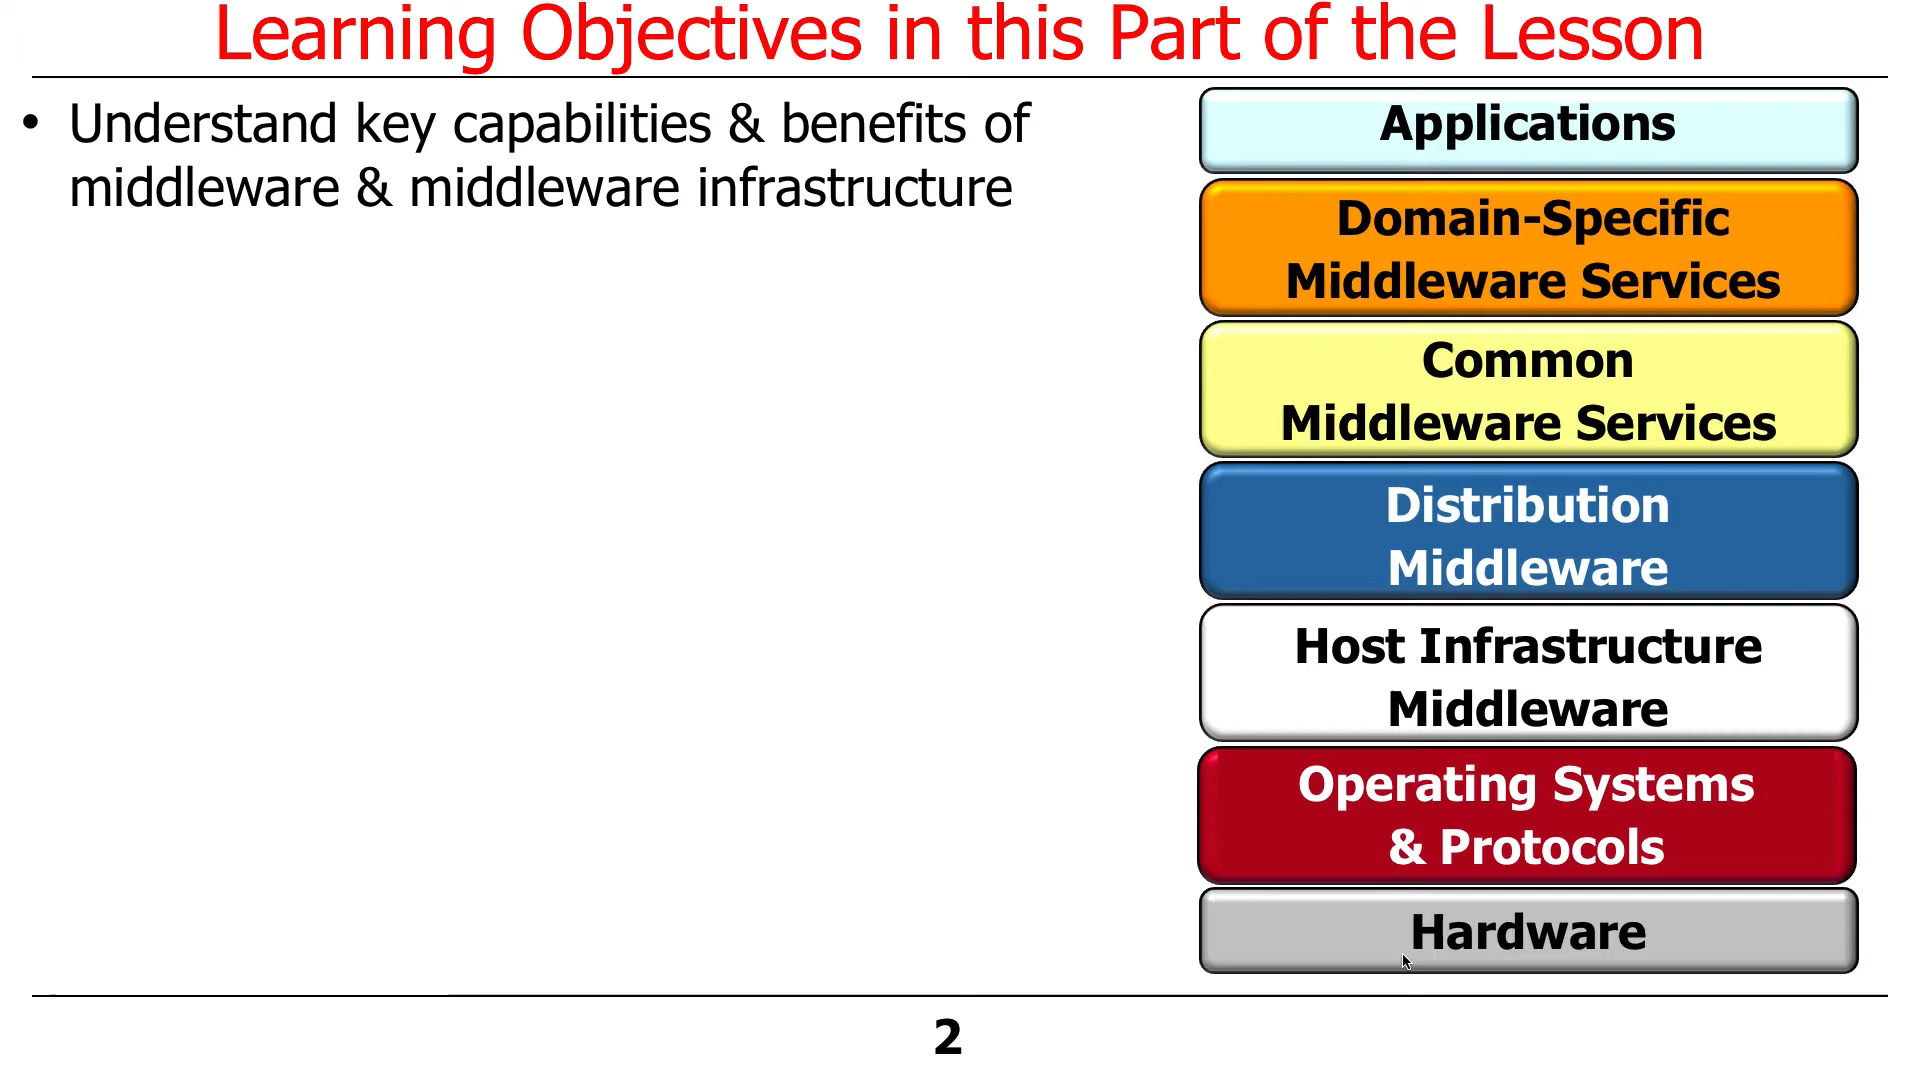 Learning Objectives in this Part of the Lesson
• Understand key capabilities & benefits of
middleware & middleware infrastructure
Applications
Domain-Specific
Middleware Services
Common
Middleware Services
Distribution
Middleware
Host Infrastructure
Middleware
Operating Systems
& Protocols
Hardware
2